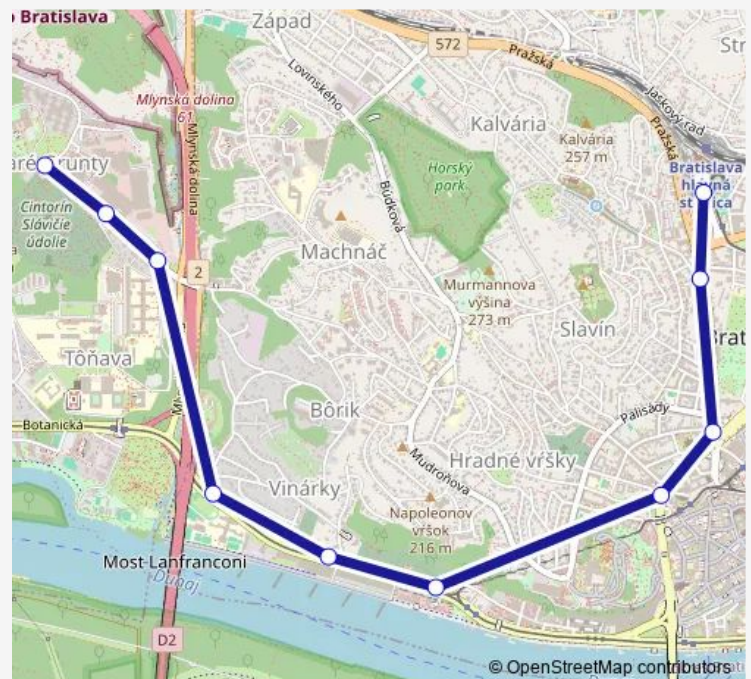 Bratislava
Západ
572
Pražská
Str
Lovinského
Jaskový rad
Mlynská dolina
61
Mlynská dolina
Kalvária
Kalvária
257 m
Pražská
Horský
park
Bratislava
Cintorín
Slávičie
údolie
Búdková
2
Machnáč
Murmannova
výšina
273 m
Slavín
Brat
Tôňava
Palisády
Bôrik
Botanická
Mudroňova
Hradné vŕšky
Vinárky
Napoleonov
vŕšok
216 m
Most Lanfranconi
Dunaj
D2
© OpenStreetMap contributors